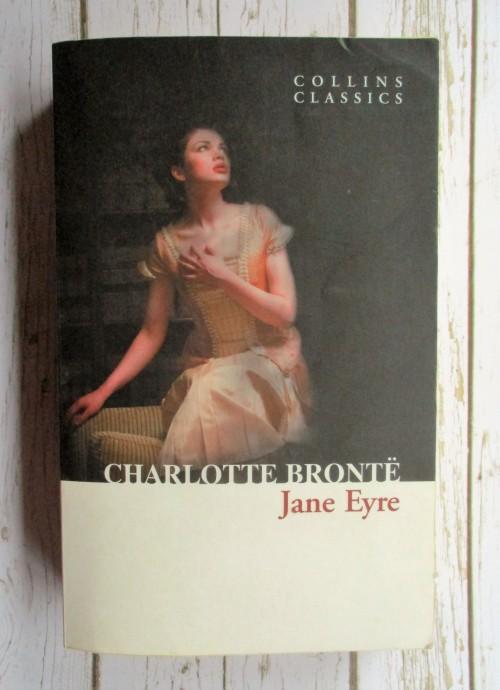 COLLINS
CLASSICS
CHARLOTTE BRONTË
Jane Eyre